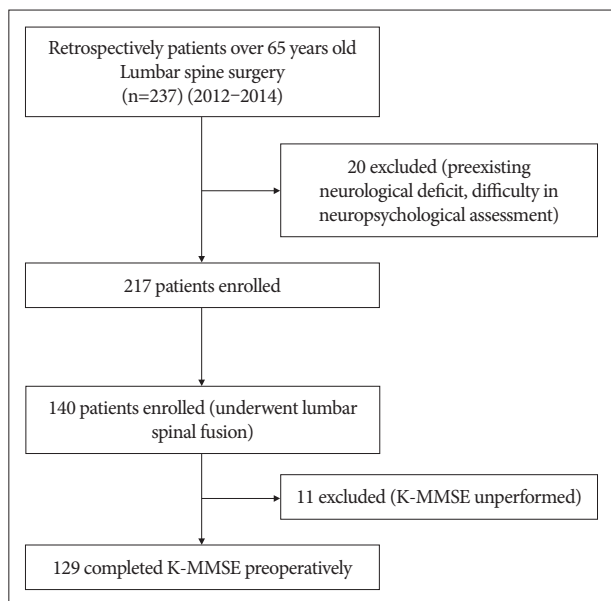 Retrospectively patients over 65 years old
Lumbar spine surgery
(n=237) (2012−2014)
20 excluded (preexisting
neurological deficit, difficulty in
neuropsychological assessment)
217 patients enrolled
140 patients enrolled (underwent lumbar
spinal fusion)
11 excluded (K-MMSE unperformed)
129 completed K-MMSE preoperatively